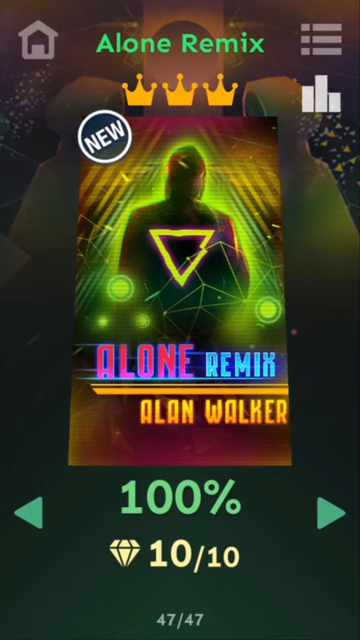 Alone Remix
NEW
ALONE REMIX
ALAN WALKER
100%
10/10
47/47